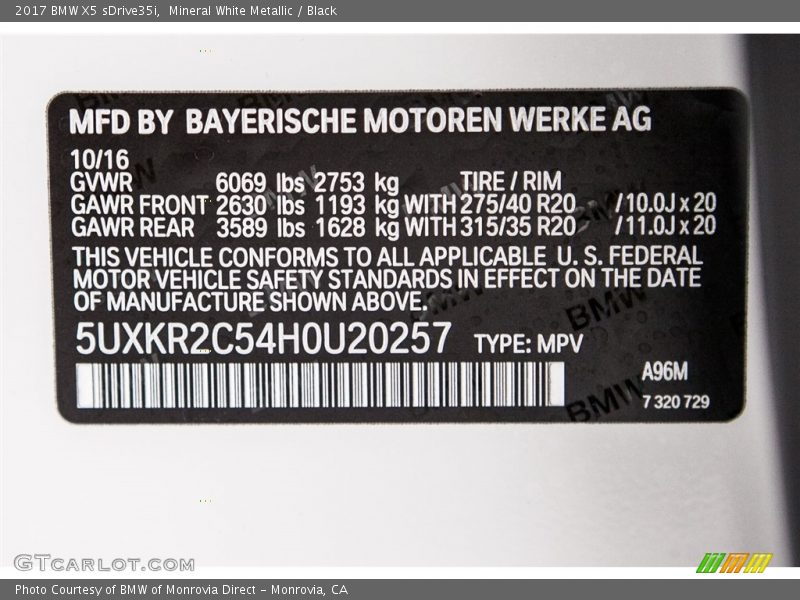 2017 BMW X5 sDrive35i,  Mineral White Metallic / Black
MFD BY BAYERISCHE MOTOREN WERKE AG
10/16
GVWR 6069 lbs 2753 kg TIRE / RIM
GAWR FRONT 2630 lbs 1193 kg WITH 275/40 R20 / 10.0J x 20
GAWR REAR 3589 lbs 1628 kg WITH 315/35 R20 / 11.0J x 20
THIS VEHICLE CONFORMS TO ALL APPLICABLE U. S. FEDERAL
MOTOR VEHICLE SAFETY STANDARDS IN EFFECT ON THE DATE
OF MANUFACTURE SHOWN ABOVE.
5UXKR2C54H0U20257 TYPE: MPV
A96M
7 320 729
GTCARLOT.COM
Photo Courtesy of BMW of Monrovia Direct - Monrovia, CA